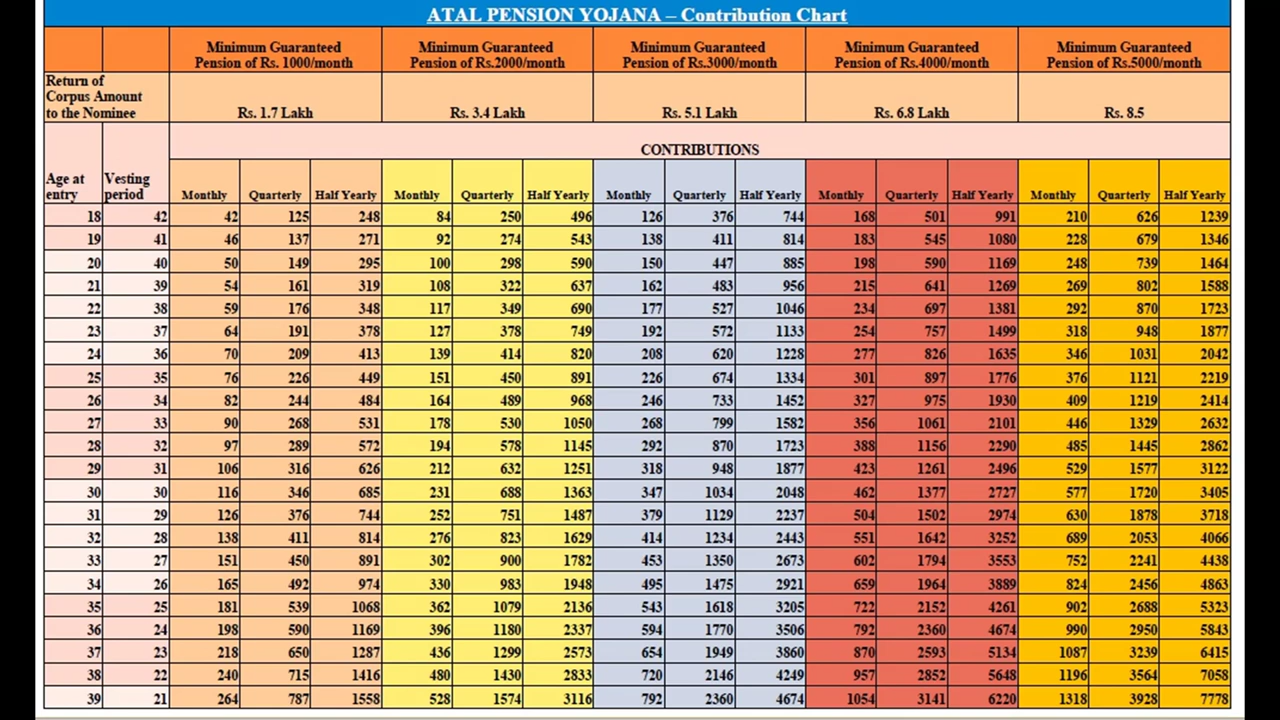 ATAL PENSION YOJANA – Contribution Chart
Minimum Guaranteed Pension of Rs. 1000/month Minimum Guaranteed Pension of Rs.2000/month Minimum Guaranteed Pension of Rs.3000/month Minimum Guaranteed Pension of Rs.4000/month Minimum Guaranteed Pension of Rs.5000/month
Return of Corpus Amount to the Nominee Rs. 1.7 Lakh Rs. 3.4 Lakh Rs. 5.1 Lakh Rs. 6.8 Lakh Rs. 8.5
CONTRIBUTIONS
Age at entry Vesting period Monthly Quarterly Half Yearly Monthly Quarterly Half Yearly Monthly Quarterly Half Yearly Monthly Quarterly Half Yearly Monthly Quarterly Half Yearly
18 42 42 125 248 84 250 496 126 376 744 168 501 991 210 626 1239
19 41 46 137 271 92 274 543 138 411 814 183 545 1080 228 679 1346
20 40 50 149 295 100 298 590 150 447 885 198 590 1169 248 739 1464
21 39 54 161 319 108 322 637 162 483 956 215 641 1269 269 802 1588
22 38 59 176 348 117 349 690 177 527 1046 234 697 1381 292 870 1723
23 37 64 191 378 127 378 749 192 572 1133 254 757 1499 318 948 1877
24 36 70 209 413 139 414 820 208 620 1228 277 826 1635 346 1031 2042
25 35 76 226 449 151 450 891 226 674 1334 301 897 1776 376 1121 2219
26 34 82 244 484 164 489 968 246 733 1452 327 975 1930 409 1219 2414
27 33 90 268 531 178 530 1050 268 799 1582 356 1061 2101 446 1329 2632
28 32 97 289 572 194 578 1145 292 870 1723 388 1156 2290 485 1445 2862
29 31 106 316 626 212 632 1251 318 948 1877 423 1261 2496 529 1577 3122
30 30 116 346 685 231 688 1363 347 1034 2048 462 1377 2727 577 1720 3405
31 29 126 376 744 252 751 1487 379 1129 2237 504 1502 2974 630 1878 3718
32 28 138 411 814 276 823 1629 414 1234 2443 551 1642 3252 689 2053 4066
33 27 151 450 891 302 900 1782 453 1350 2673 602 1794 3553 752 2241 4438
34 26 165 492 974 330 983 1948 495 1475 2921 659 1964 3889 824 2456 4863
35 25 181 539 1068 362 1079 2136 543 1618 3205 722 2152 4261 902 2688 5323
36 24 198 590 1169 396 1180 2337 594 1770 3506 792 2360 4674 990 2950 5843
37 23 218 650 1287 436 1299 2573 654 1949 3860 870 2593 5134 1087 3239 6415
38 22 240 715 1416 480 1430 2833 720 2146 4249 957 2852 5648 1196 3564 7058
39 21 264 787 1558 528 1574 3116 792 2360 4674 1054 3141 6220 1318 3928 7778